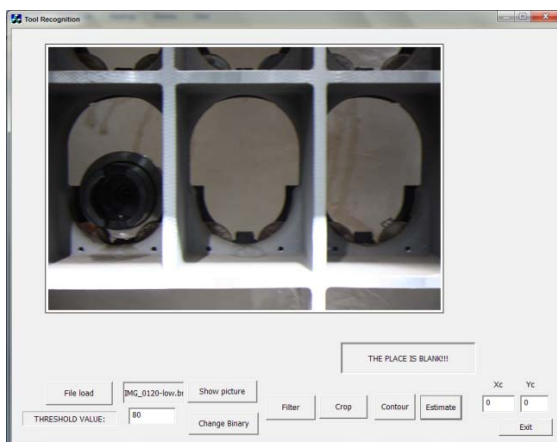 Tool Recognition
THE PLACE IS BLANK!!!
File load
IMG_0120-low.br
Show picture
THRESHOLD VALUE:
80
Change Binary
Filter
Crop
Contour
Estimate
Xc
Yc
0
0
Exit